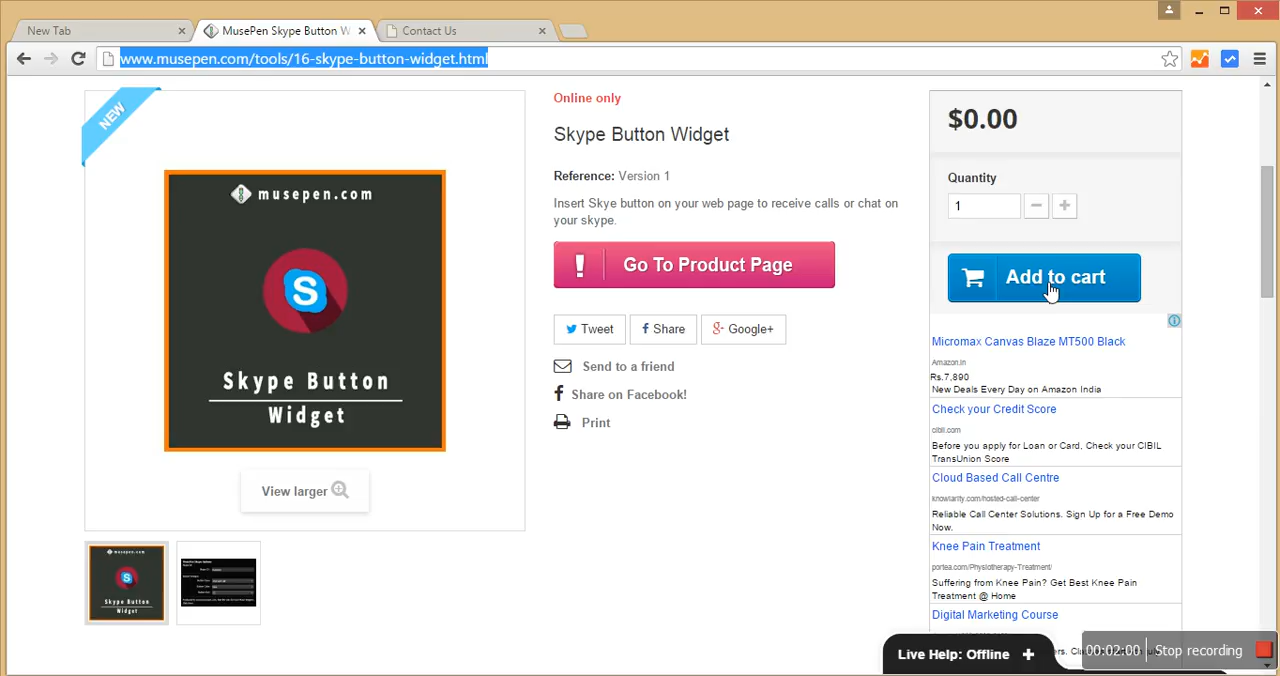 New Tab
MusePen Skype Button W
Contact Us
www.musepen.com/tools/16-skype-button-widget.html
NEW
musepen.com
Skype Button
Widget
View larger
musepen.com
Skype Button
Widget
Online only
Skype Button Widget
Reference: Version 1
Insert Skye button on your web page to receive calls or chat on
your skype.
! Go To Product Page
Tweet
Share
Google+
Send to a friend
Share on Facebook!
Print
$0.00
Quantity
1
Add to cart
Micromax Canvas Blaze MT500 Black
Amazon.in
Rs.7,890
New Deals Every Day on Amazon India
Check your Credit Score
cibil.com
Before you apply for Loan or Card, Check your CIBIL
TransUnion Score
Cloud Based Call Centre
knowlarity.com/hosted-call-center
Reliable Call Center Solutions. Sign Up for a Free Demo
Now.
Knee Pain Treatment
portea.com/Physiotherapy-Treatment/
Suffering from Knee Pain? Get Best Knee Pain
Treatment @ Home
Digital Marketing Course
Live Help: Offline +
00:02:00
Stop recording